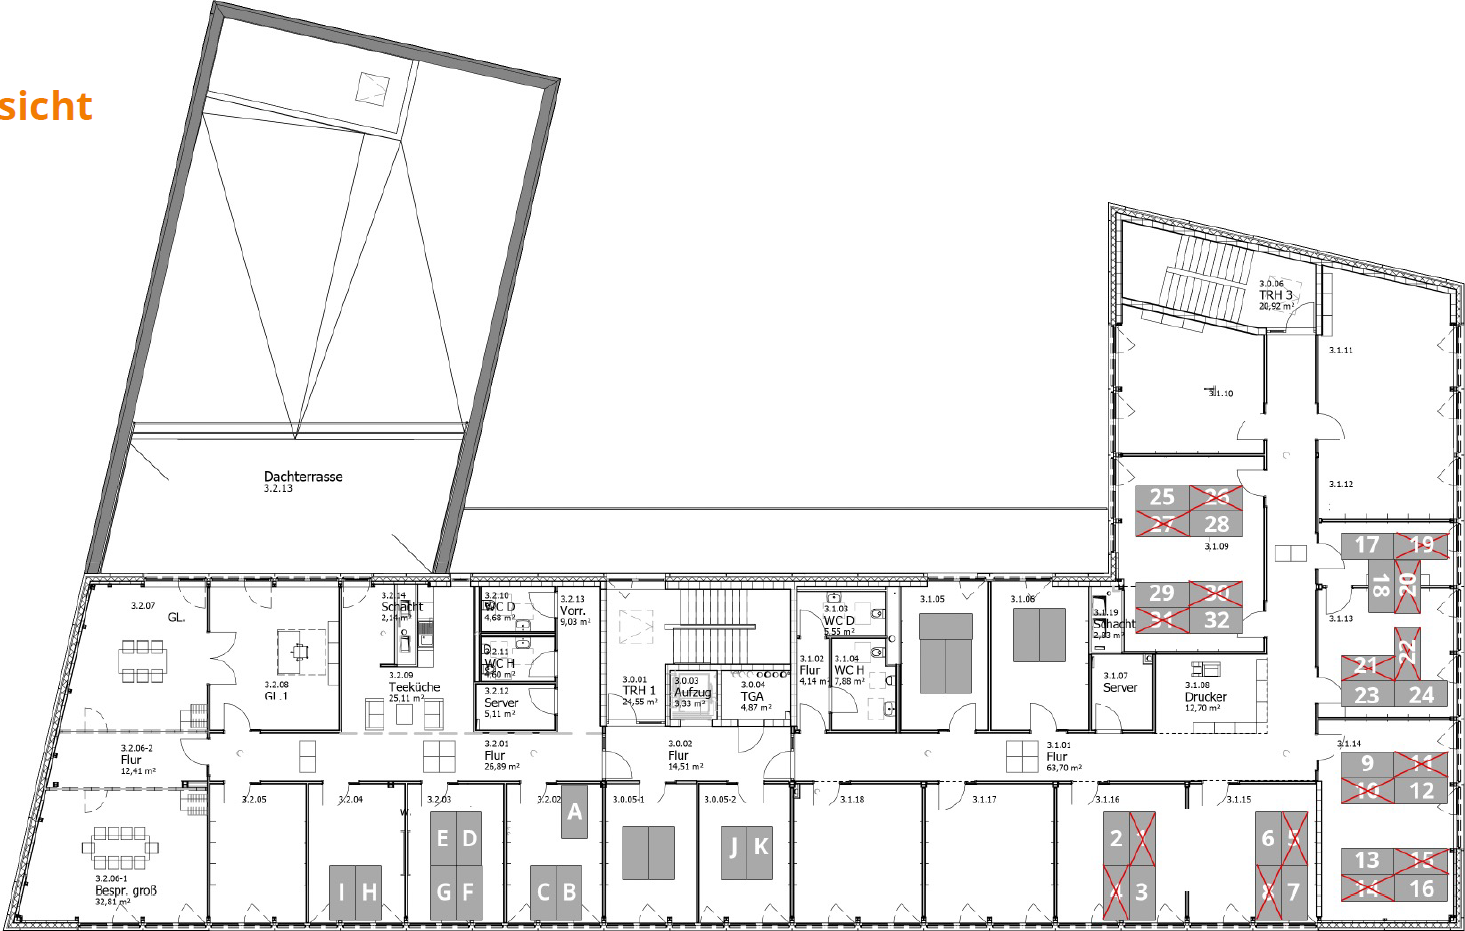 sicht
3.0.06
TRH 3
20,92 m²
3.1.11
3.1.10
Dachterrasse
3.2.13
3.1.12
25
26
27
28
3.1.09
17
19
18
20
29
30
31
32
3.2.07
GL.
3.2.14
Schacht
2,14 m²
3.2.10
WC D
4,68 m²
3.2.13
Vorr.
9,03 m²
3.1.03
WC D
5,55 m²
3.1.05
3.1.06
3.1.19
Schacht
2,83 m²
3.1.13
22
21
23
24
3.2.11
WC H
4,60 m²
3.1.02
Flur
4,14 m²
3.1.04
WC H
7,88 m²
3.2.08
GL.1
3.2.09
Teeküche
25,11 m²
3.2.12
Server
5,11 m²
3.0.01
TRH 1
24,55 m²
3.0.03
Aufzug
3,33 m²
3.0.04
TGA
4,87 m²
3.1.07
Server
3.1.08
Drucker
12,70 m²
3.2.06-2
Flur
12,41 m²
3.2.01
Flur
26,89 m²
3.0.02
Flur
14,51 m²
3.1.01
Flur
63,70 m²
3.1.14
9
11
10
12
3.2.05
3.2.04
3.2.03
3.2.02
3.0.05-1
3.0.05-2
3.1.18
3.1.17
3.1.16
3.1.15
W.
A
E D
G F
I H
C B
J K
2
1
4
3
6
5
8
7
13
15
14
16
3.2.06-1
Bespr. groß
32,81 m²